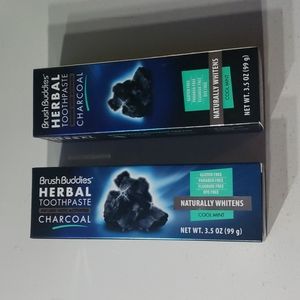 BrushBuddies
HERBAL
TOOTHPASTE
CHARCOAL
GLUTEN FREE
PARABEN FREE
FLUORIDE FREE
DYE FREE
NATURALLY WHITENS
COOL MINT
NET WT. 3.5 OZ (99 g)
BrushBuddies
HERBAL
TOOTHPASTE
CHARCOAL
GLUTEN FREE
PARABEN FREE
FLUORIDE FREE
DYE FREE
NATURALLY WHITENS
COOL MINT
NET WT. 3.5 OZ (99 g)